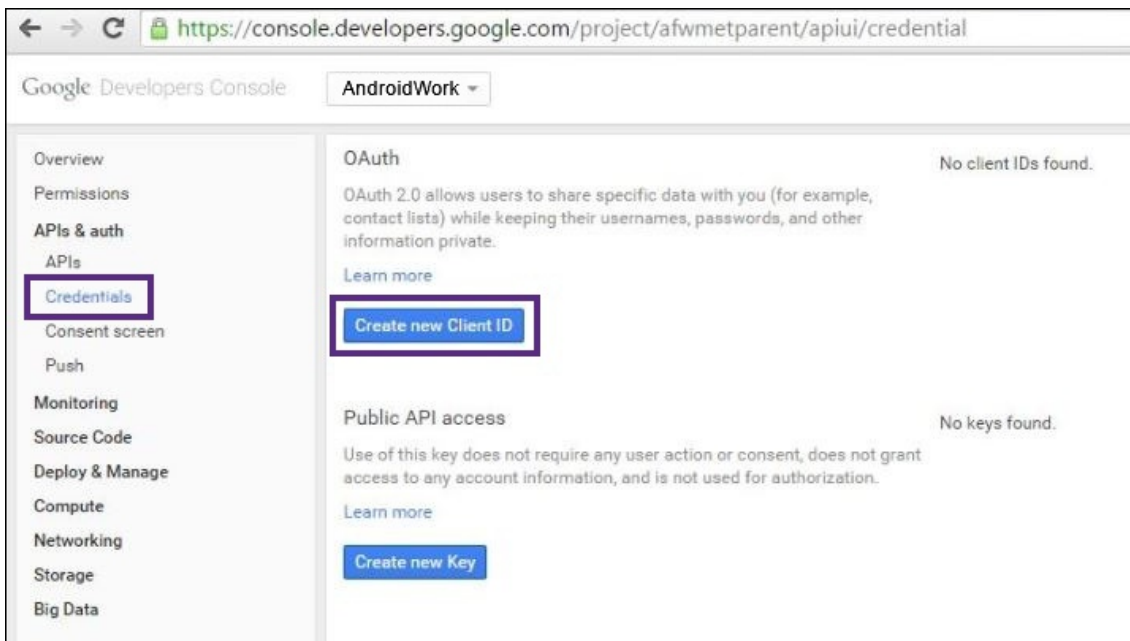 https://console.developers.google.com/project/afwmetparent/apiui/credential
Google Developers Console
AndroidWork
Overview
Permissions
APIs & auth
APIs
Credentials
Consent screen
Push
Monitoring
Source Code
Deploy & Manage
Compute
Networking
Storage
Big Data
OAuth
OAuth 2.0 allows users to share specific data with you (for example,
contact lists) while keeping their usernames, passwords, and other
information private.
Learn more
Create new Client ID
No client IDs found.
Public API access
Use of this key does not require any user action or consent, does not grant
access to any account information, and is not used for authorization.
Learn more
Create new Key
No keys found.